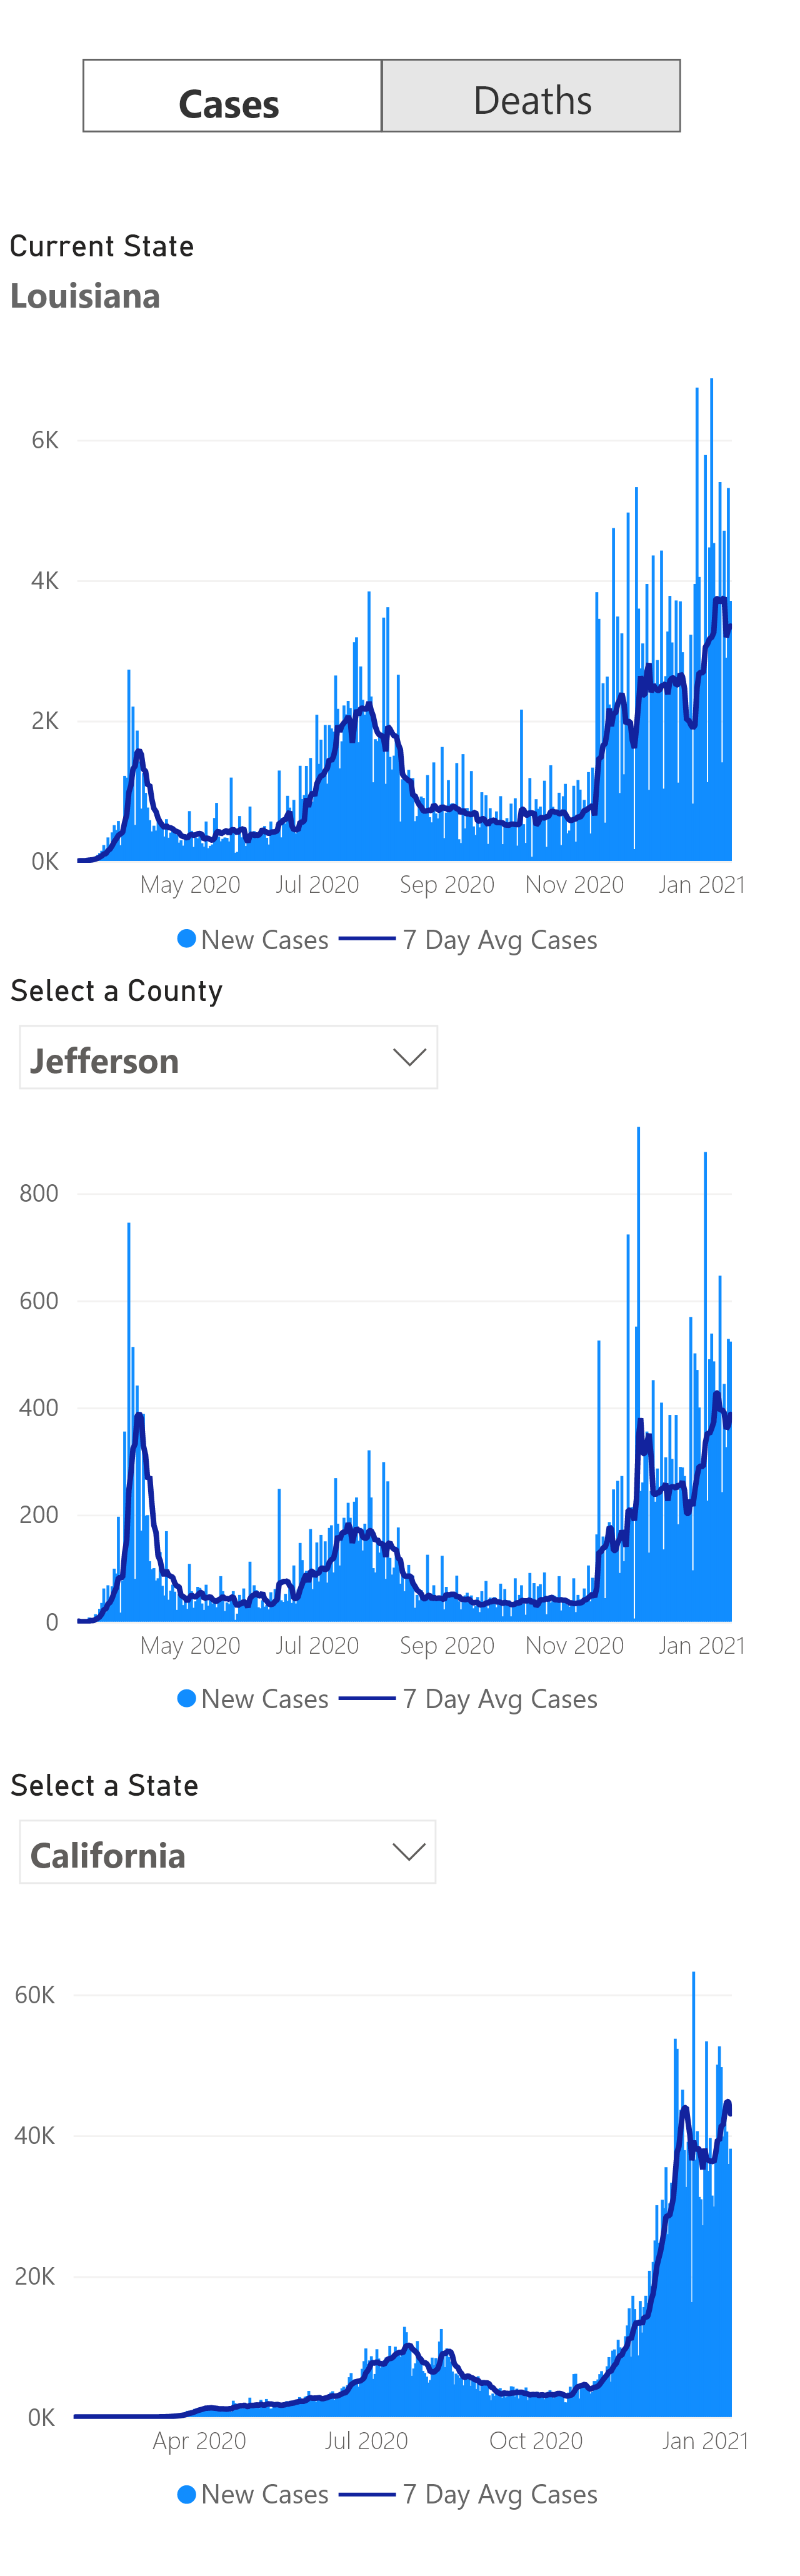 Cases Deaths
Current State
Louisiana
6K
4K
2K
0K
May 2020 Jul 2020 Sep 2020 Nov 2020 Jan 2021
New Cases 7 Day Avg Cases
Select a County
Jefferson
800
600
400
200
0
May 2020 Jul 2020 Sep 2020 Nov 2020 Jan 2021
New Cases 7 Day Avg Cases
Select a State
California
60K
40K
20K
0K
Apr 2020 Jul 2020 Oct 2020 Jan 2021
New Cases 7 Day Avg Cases